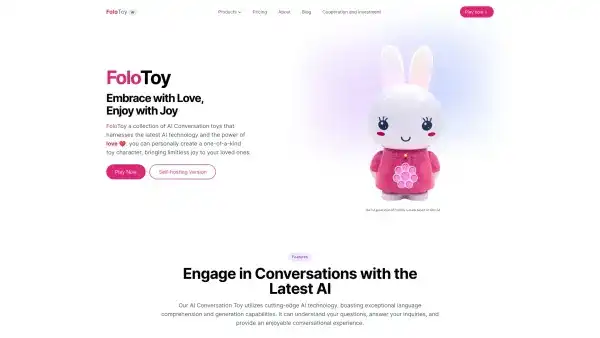 FoloToy
Products
Pricing
About
Blog
Cooperation and Investment
Play now
FoloToy
Embrace with Love,
Enjoy with Joy
FoloToy a collection of AI Conversation toys that
harnesses the latest AI technology and the power of
love ❤️. you can personally create a one-of-a-kind
toy character, bringing limitless joy to your loved ones.
Play Now
Self-Hosting Version
Features
Engage in Conversations with the
Latest AI
Our AI Conversation Toy utilizes cutting-edge AI technology, boasting exceptional language
comprehension and generation capabilities. It can understand your questions, answer your inquiries, and
provide an enjoyable conversational experience.